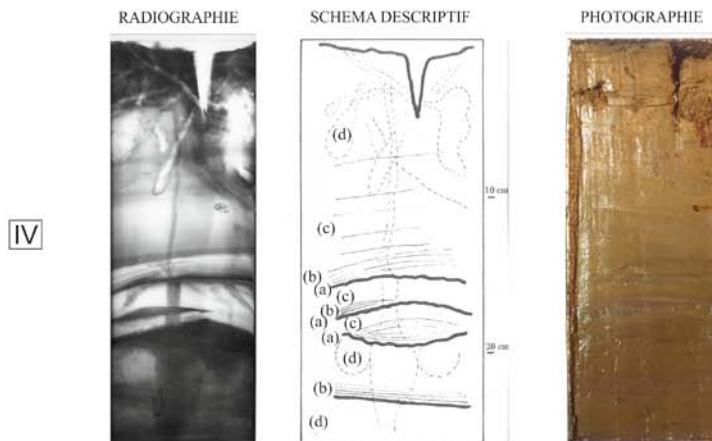 RADIOGRAPHIE SCHEMA DESCRIPTIF PHOTOGRAPHIE
(d)
10 cm
IV
(c)
(b)
(a)
(c)
(b)
(a)
(c)
(a)
(d)
20 cm
(b)
(d)